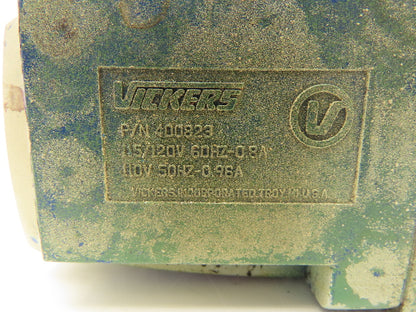 VICKERS
P/N 400823
115/120V 60HZ-0.8A
110V 50HZ-0.98A
VICKERS, INCORPORATED, TROY, MI, U.S.A.